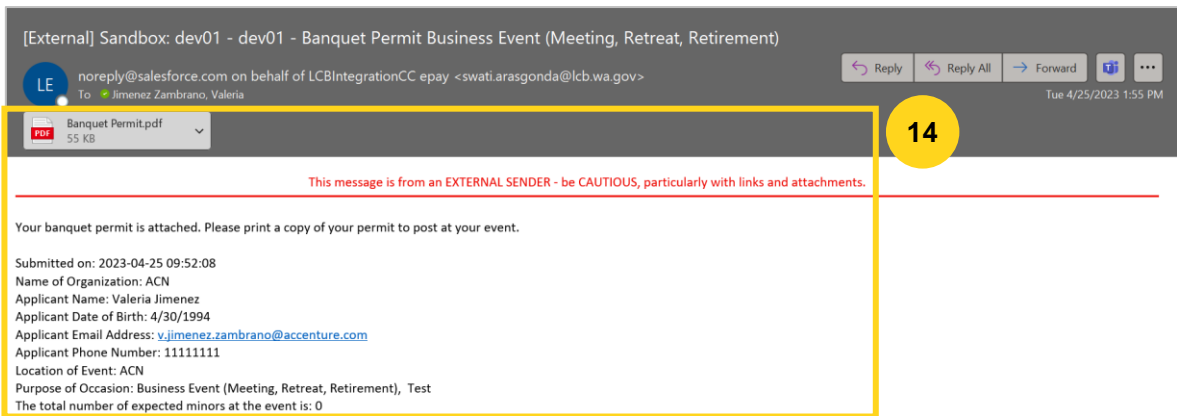 [External] Sandbox: dev01 - dev01 - Banquet Permit Business Event (Meeting, Retreat, Retirement)
LE
noreply@salesforce.com on behalf of LCBIntegrationCC epay <swati.arasgonda@lcb.wa.gov>
To Jimenez Zambrano, Valeria
Reply
Reply All
Forward
Tue 4/25/2023 1:55 PM
PDF
Banquet Permit.pdf
55 KB
14
This message is from an EXTERNAL SENDER - be CAUTIOUS, particularly with links and attachments.
Your banquet permit is attached. Please print a copy of your permit to post at your event.
Submitted on: 2023-04-25 09:52:08
Name of Organization: ACN
Applicant Name: Valeria Jimenez
Applicant Date of Birth: 4/30/1994
Applicant Email Address: v.jimenez.zambrano@accenture.com
Applicant Phone Number: 11111111
Location of Event: ACN
Purpose of Occasion: Business Event (Meeting, Retreat, Retirement),  Test
The total number of expected minors at the event is: 0